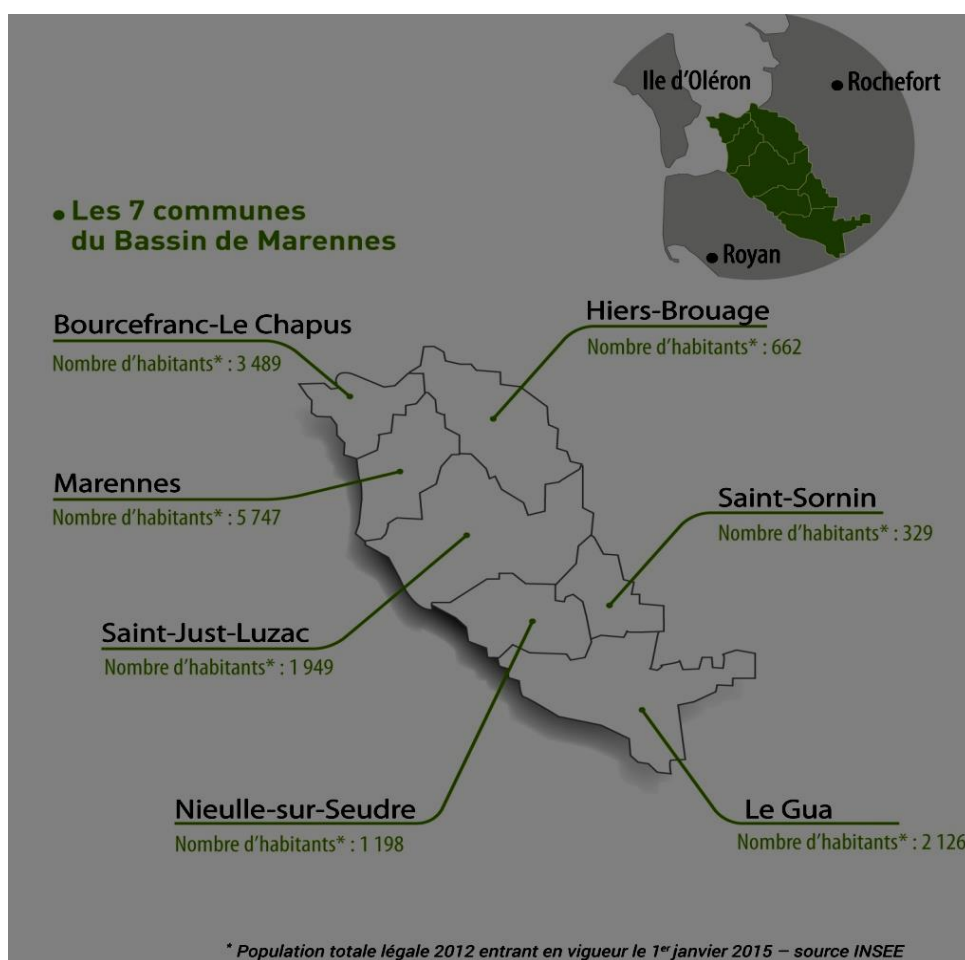 Ile d'Oléron
Rochefort
Royan
• Les 7 communes
du Bassin de Marennes
Bourcefranc-Le Chapus
Nombre d'habitants* : 3 489
Hiers-Brouage
Nombre d'habitants* : 662
Marennes
Nombre d'habitants* : 5 747
Saint-Sornin
Nombre d'habitants* : 329
Saint-Just-Luzac
Nombre d'habitants* : 1 949
Nieulle-sur-Seudre
Nombre d'habitants* : 1 198
Le Gua
Nombre d'habitants* : 2 126
* Population totale légale 2012 entrant en vigueur le 1er janvier 2015 – source INSEE